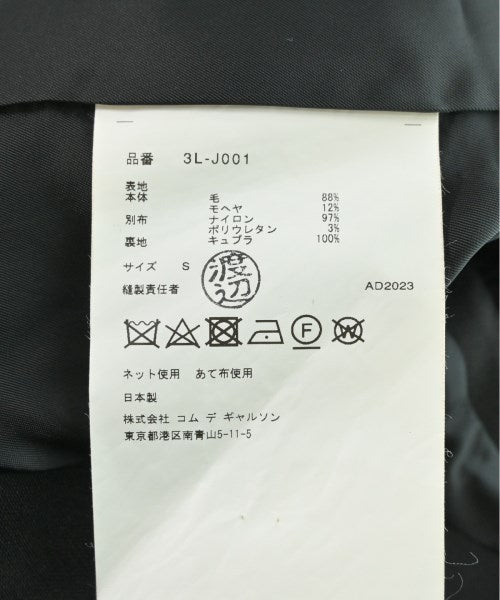 品番 3L-J001
表地
本体 毛 88%
モヘヤ 12%
別布 ナイロン 97%
ポリウレタン 3%
裏地 キュプラ 100%
サイズ S
渡辺
縫製責任者 AD2023
F W
ネット使用 あて布使用
日本製
株式会社 コム デ ギャルソン
東京都港区南青山5-11-5